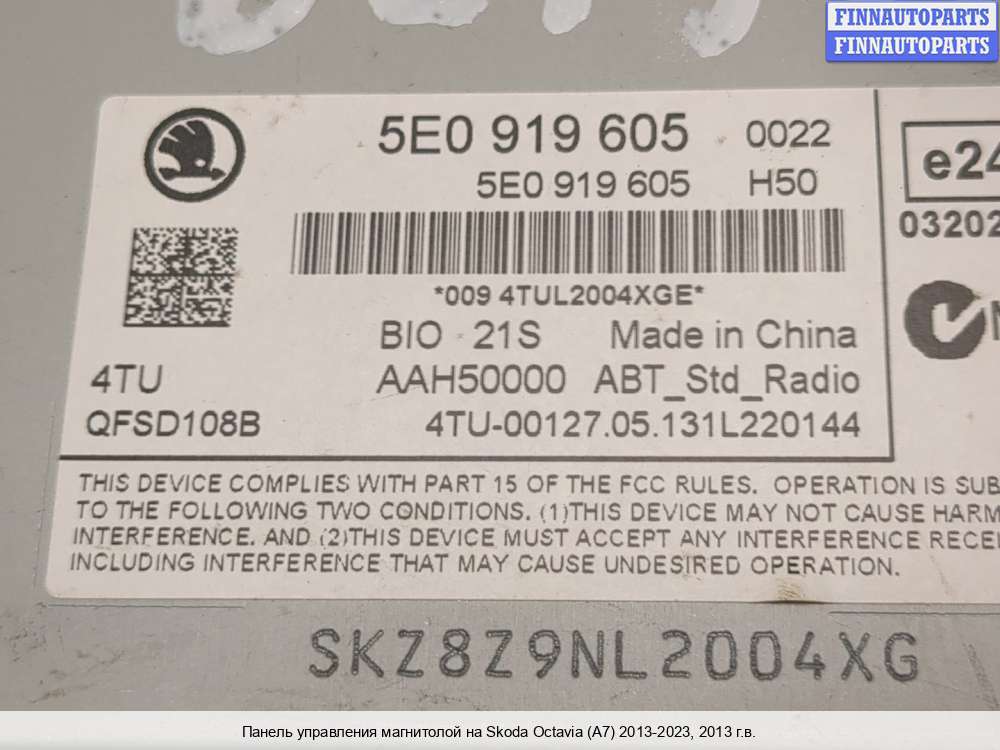 FINNAUTOPARTS
FINNAUTOPARTS
5E0 919 605 0022
5E0 919 605 H50
e24
03202
*009 4TUL2004XGE*
BIO 21S Made in China
4TU AAH50000 ABT_Std_Radio
QFSD108B 4TU-00127.05.131L220144
THIS DEVICE COMPLIES WITH PART 15 OF THE FCC RULES. OPERATION IS SUB
TO THE FOLLOWING TWO CONDITIONS. (1)THIS DEVICE MAY NOT CAUSE HARM
INTERFERENCE. AND (2)THIS DEVICE MUST ACCEPT ANY INTERFERENCE RECEI
INCLUDING INTERFERENCE THAT MAY CAUSE UNDESIRED OPERATION.
SKZ8Z9NL2004XG
Панель управления магнитолой на Skoda Octavia (A7) 2013-2023, 2013 г.в.